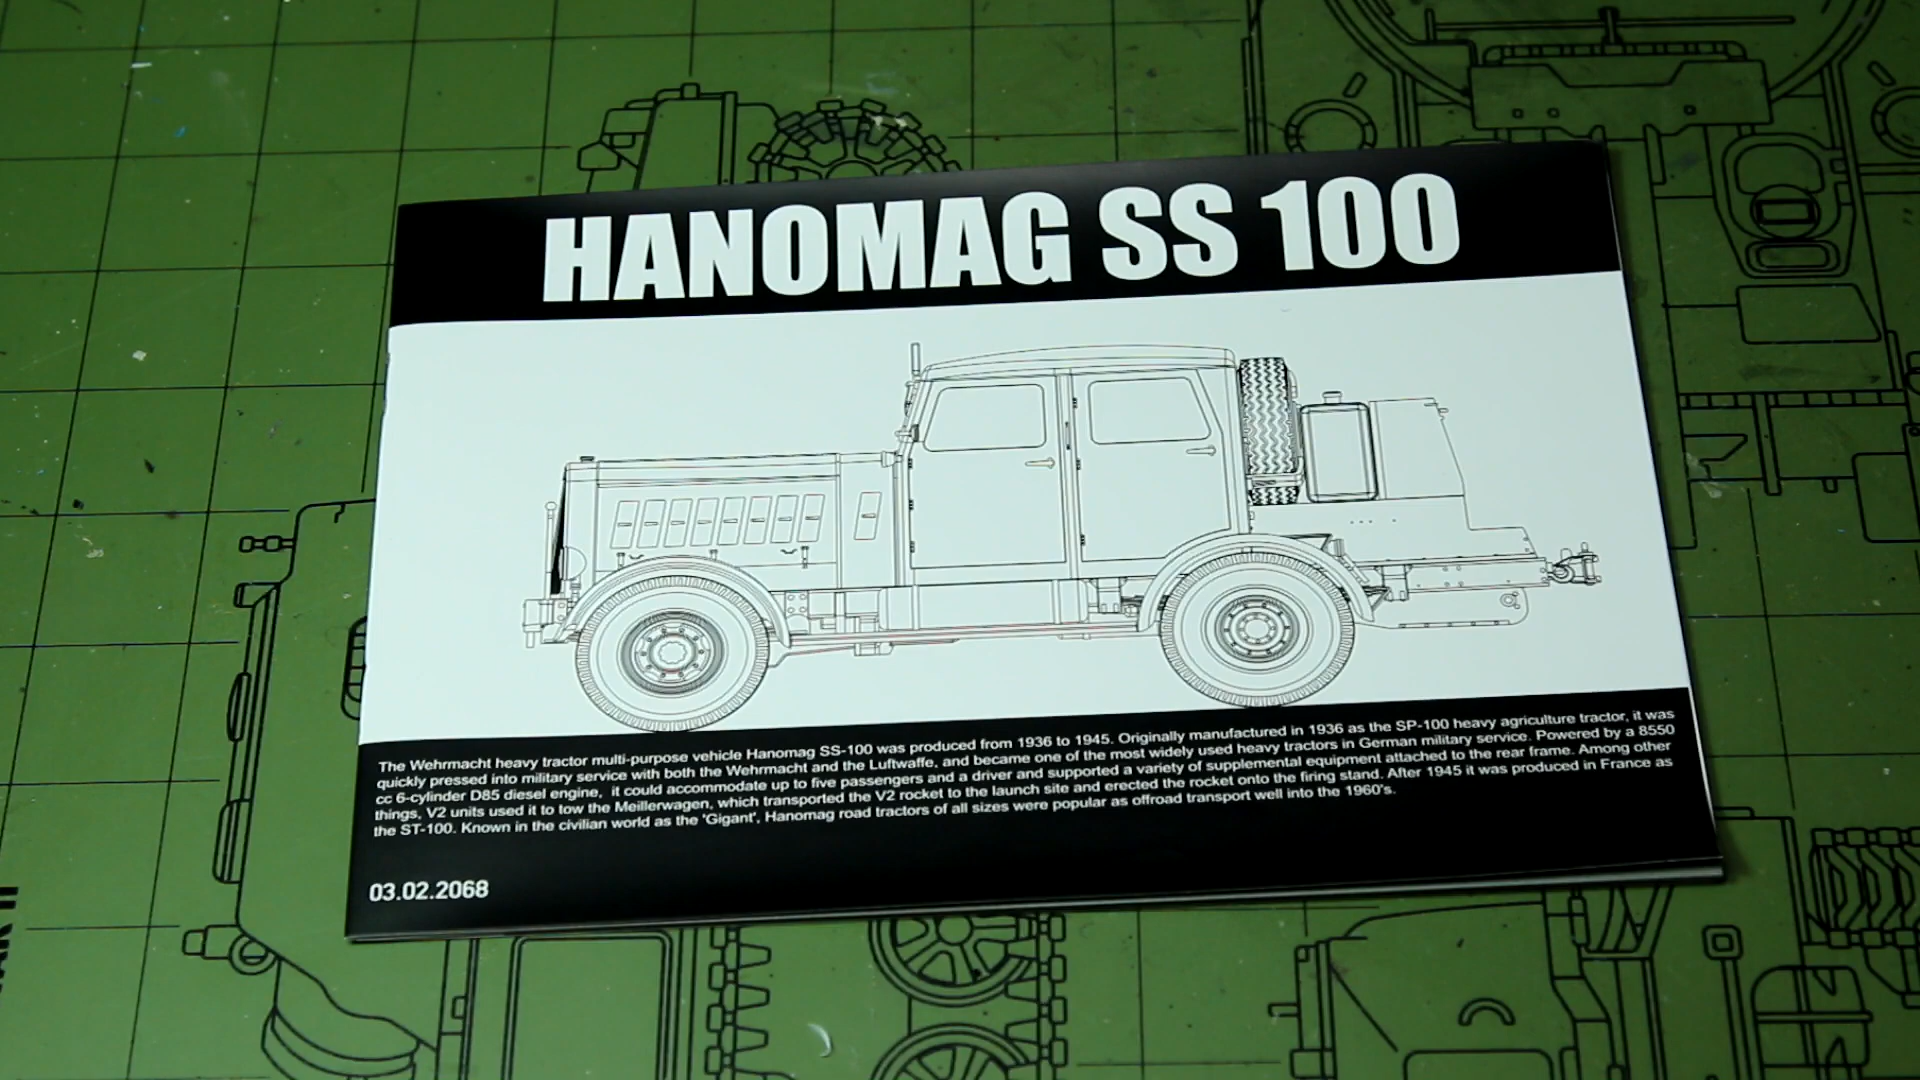 HANOMAG SS 100
The Wehrmacht heavy tractor multi-purpose vehicle Hanomag SS-100 was produced from 1936 to 1945. Originally manufactured in 1936 as the SP-100 heavy agriculture tractor, it was
quickly pressed into military service with both the Wehrmacht and the Luftwaffe, and became one of the most widely used heavy tractors in German military service. Powered by a 8550
cc 6-cylinder D85 diesel engine, it could accommodate up to five passengers and a driver and supported a variety of supplemental equipment attached to the rear frame. Among other
things, V2 units used it to tow the Meillerwagen, which transported the V2 rocket to the launch site and erected the rocket onto the firing stand. After 1945 it was produced in France as
the ST-100. Known in the civilian world as the 'Gigant', Hanomag road tractors of all sizes were popular as offroad transport well into the 1960's.
03.02.2068